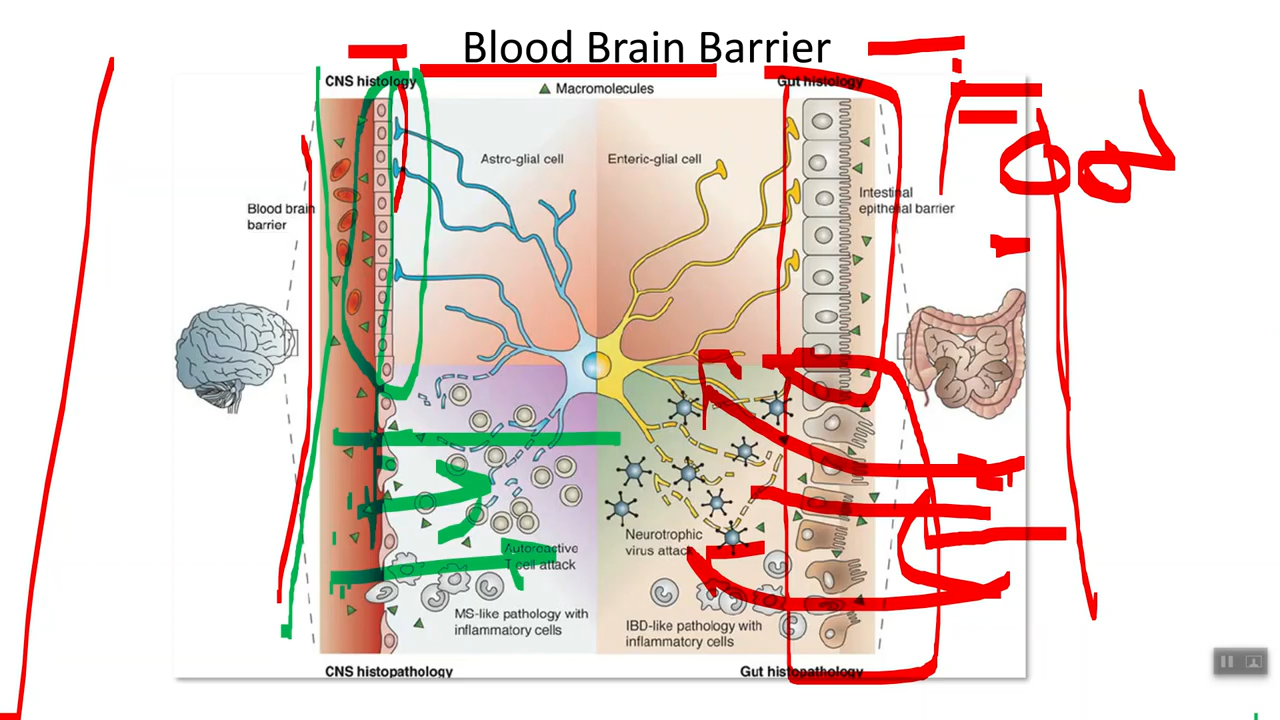 Blood Brain Barrier
CNS histology
Macromolecules
Gut histology
Astro-glial cell
Enteric-glial cell
Blood brain
barrier
Intestinal
epithelial barrier
Autoreactive
T cell attack
Neurotrophic
virus attack
MS-like pathology with
inflammatory cells
IBD-like pathology with
inflammatory cells
CNS histopathology
Gut histopathology